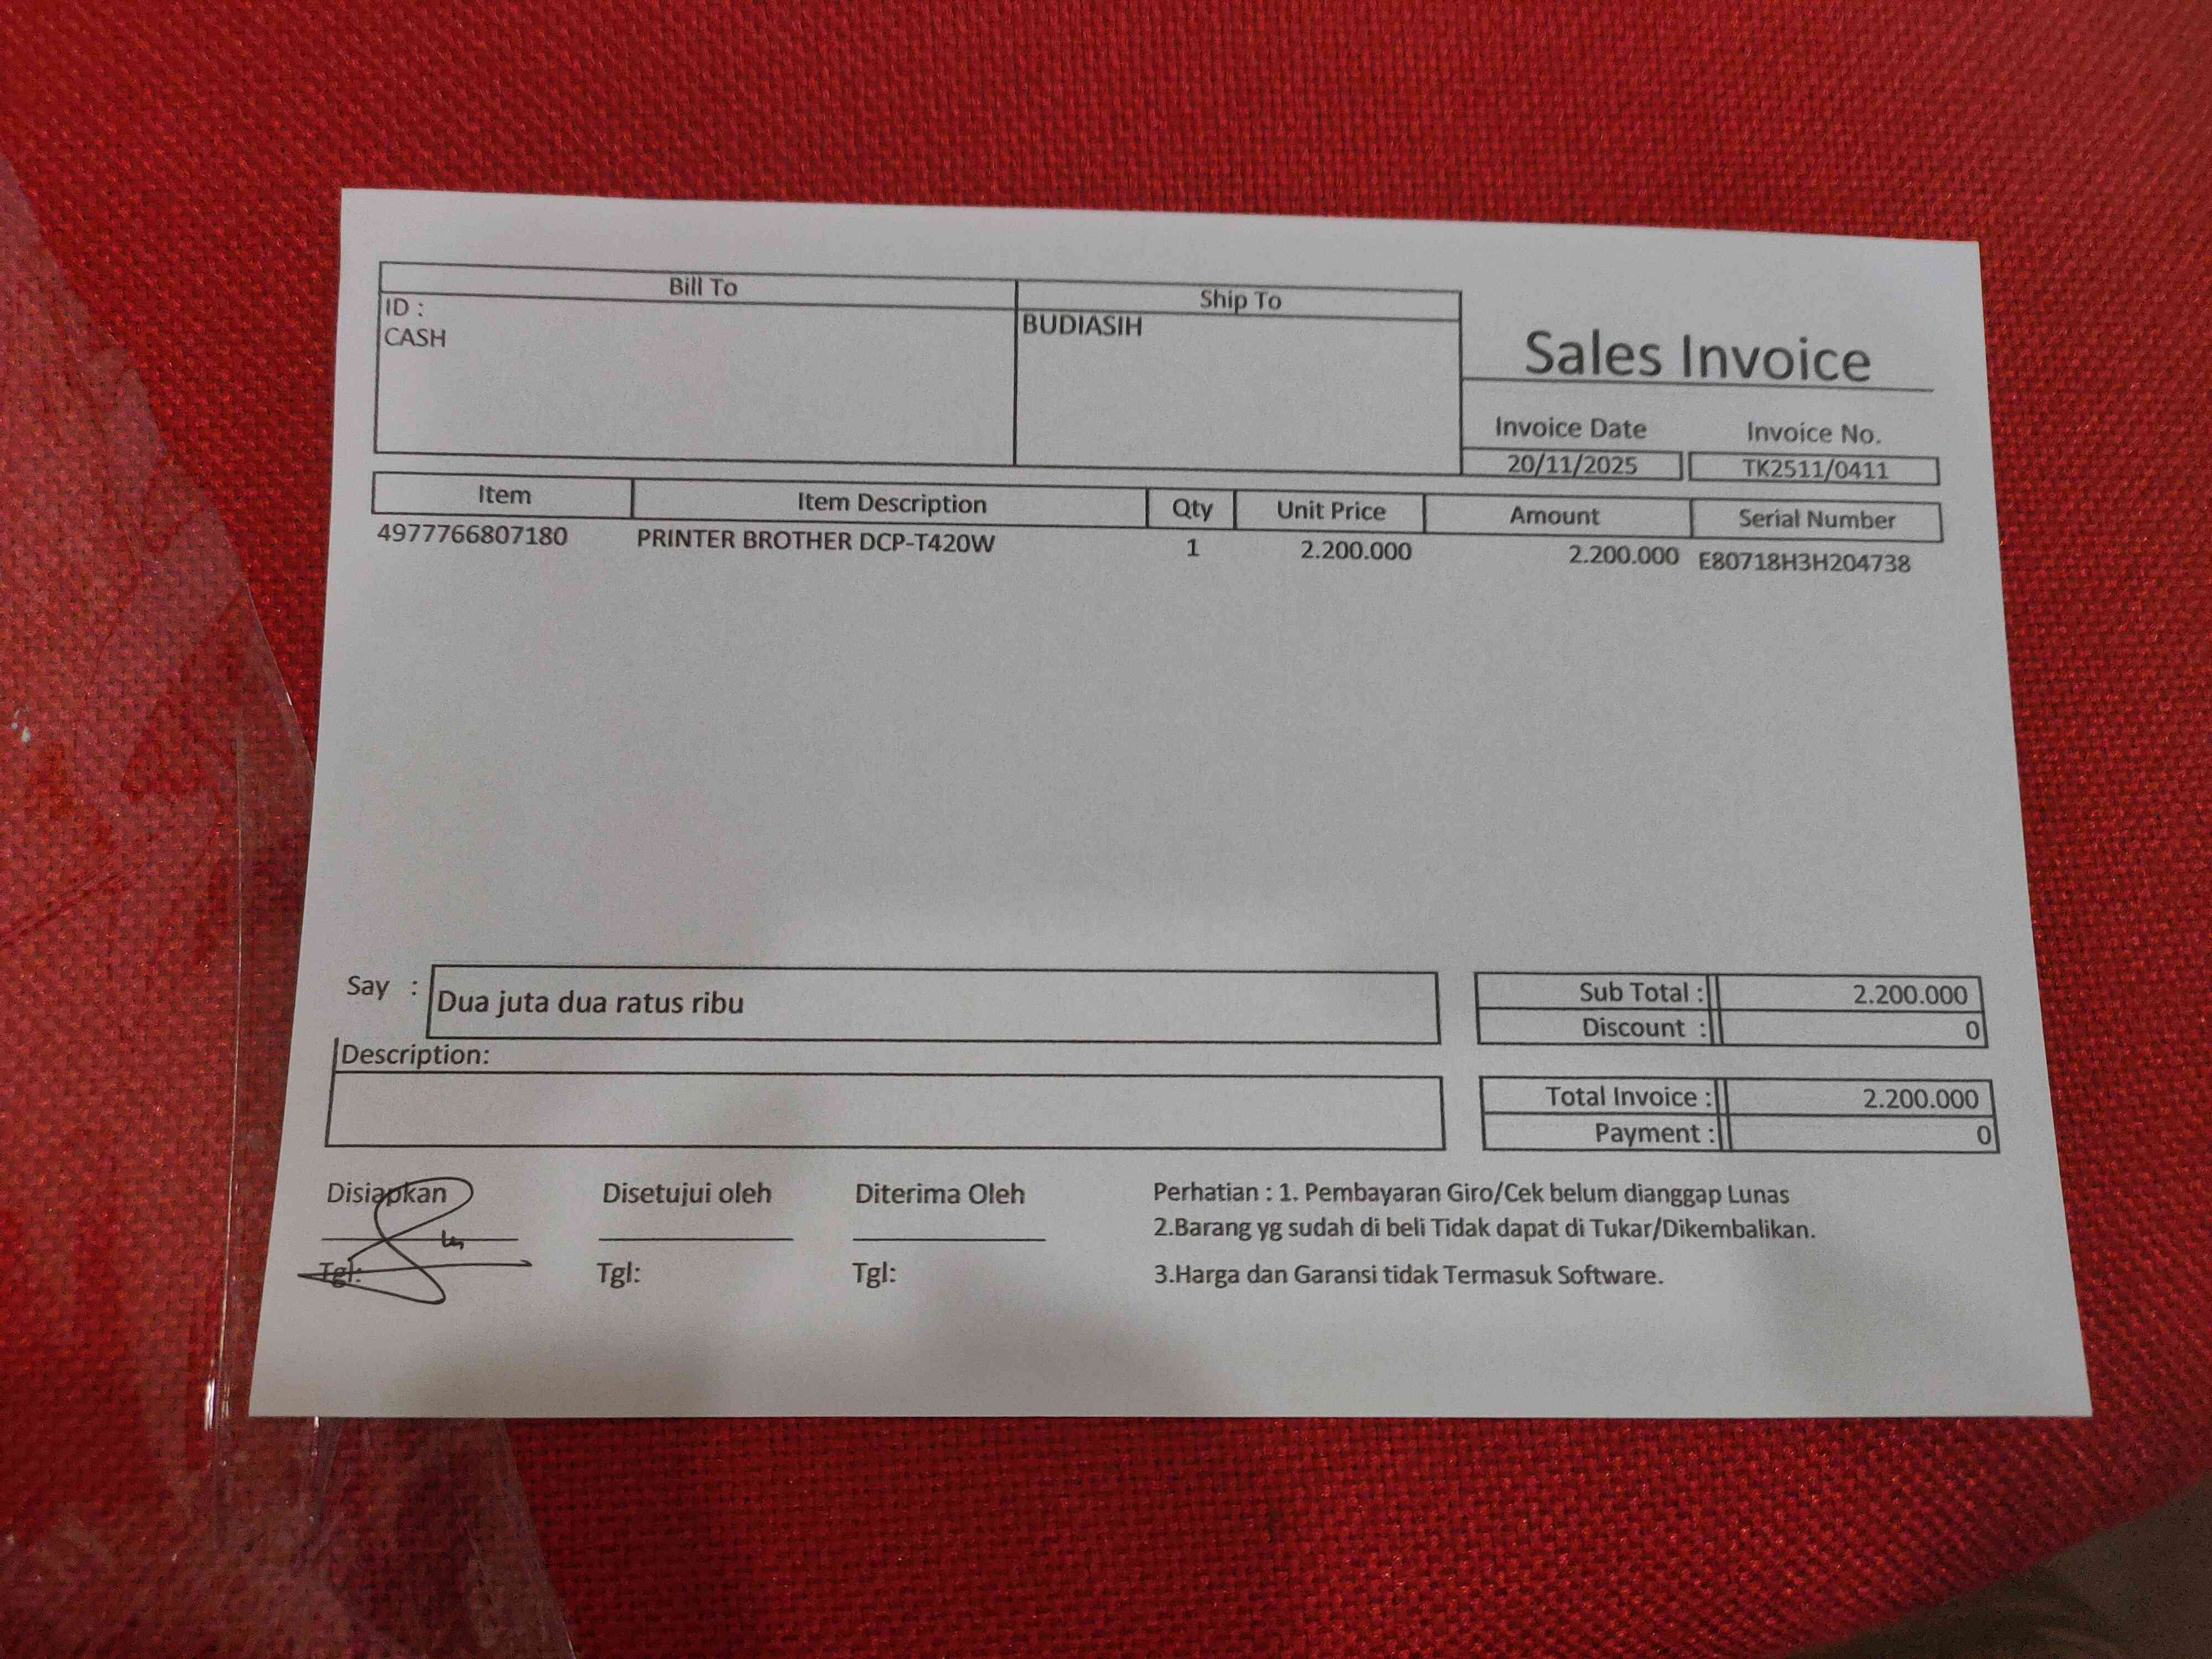 Bill To
Ship To
ID :
CASH
BUDIASIH
Sales Invoice
Invoice Date
Invoice No.
20/11/2025
TK2511/0411
Item
Item Description
Qty
Unit Price
Amount
Serial Number
4977766807180
PRINTER BROTHER DCP-T420W
1
2.200.000
2.200.000
E80718H3H204738
Say :
Dua juta dua ratus ribu
Sub Total :
2.200.000
Discount :
0
Description:
Total Invoice :
2.200.000
Payment :
0
Disiapkan
Disetujui oleh
Diterima Oleh
Tgl:
Tgl:
Tgl:
Perhatian : 1. Pembayaran Giro/Cek belum dianggap Lunas
2.Barang yg sudah di beli Tidak dapat di Tukar/Dikembalikan.
3.Harga dan Garansi tidak Termasuk Software.